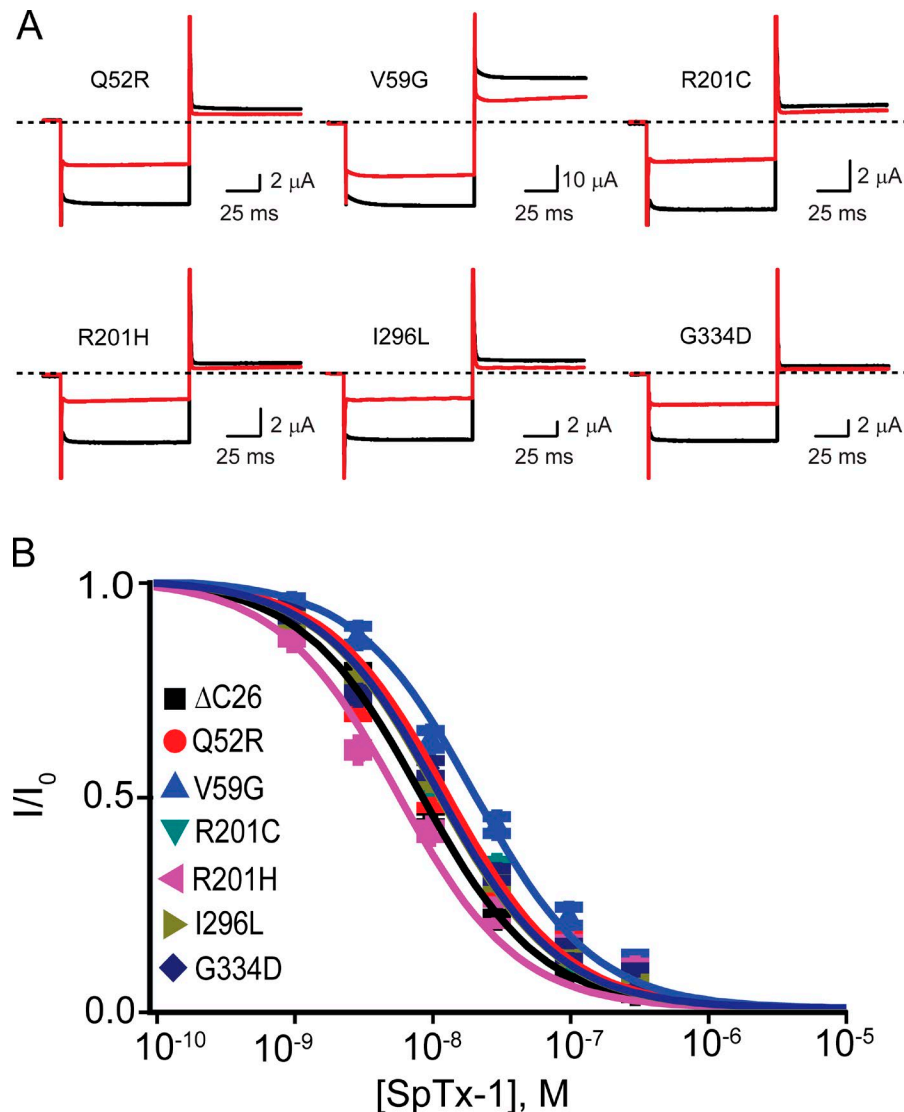 A
Q52R
V59G
R201C
2 μA
25 ms
10 μA
25 ms
2 μA
25 ms
R201H
I296L
G334D
2 μA
25 ms
2 μA
25 ms
2 μA
25 ms
B
1.0
0.5
0.0
I/I0
ΔC26
Q52R
V59G
R201C
R201H
I296L
G334D
10-10
10-9
10-8
10-7
10-6
10-5
[SpTx-1], M